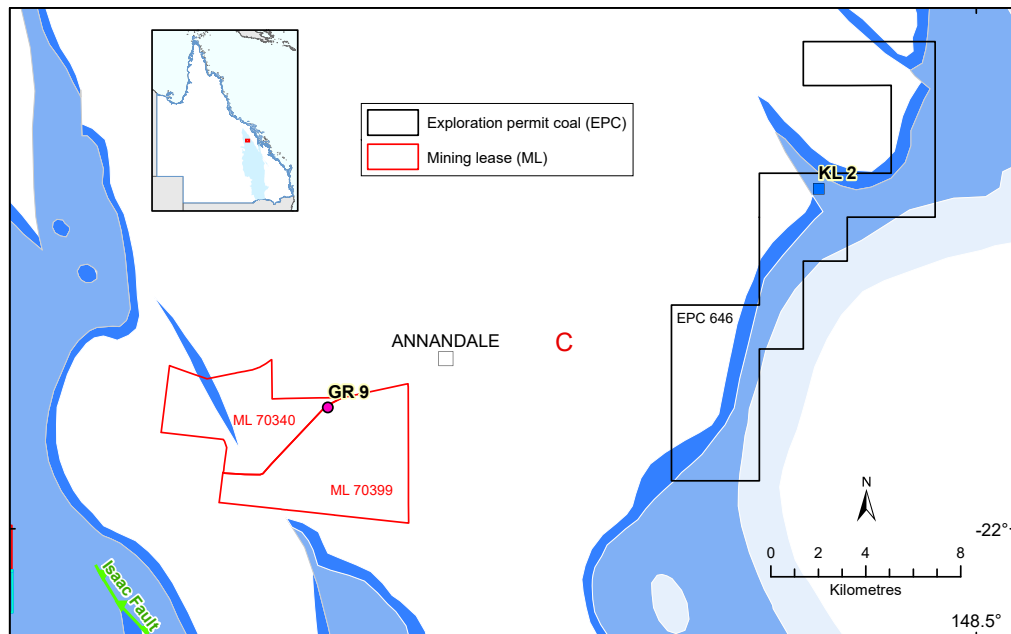 Exploration permit coal (EPC)
Mining lease (ML)
KL 2
EPC 646
ANNANDALE
C
GR 9
ML 70340
ML 70399
N
-22°
0 2 4 6 8
Kilometres
Isaac Fault
148.5°